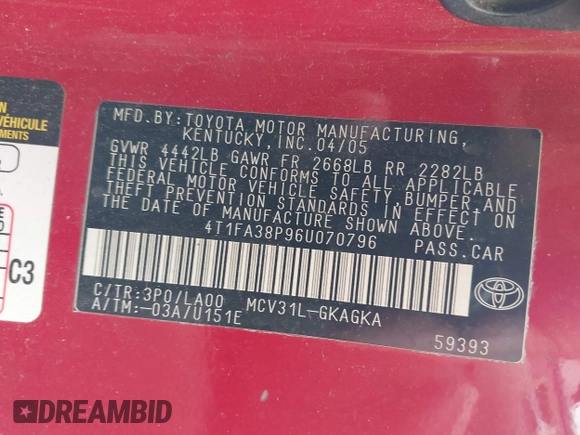 N
VÉHICULE
EMENTS
C3
MFD.BY:TOYOTA MOTOR MANUFACTURING,
KENTUCKY,INC.04/05
GVWR 4442LB GAWR FR 2668LB RR 2282LB
THIS VEHICLE CONFORMS TO ALL APPLICABLE
FEDERAL MOTOR VEHICLE SAFETY,BUMPER,AND
THEFT PREVENTION STANDARDS IN EFFECT ON
THE DATE OF MANUFACTURE SHOWN ABOVE.
4T1FA38P96U070796 PASS.CAR
C/TR:3P0/LA00 MCV31L-GKAGKA
A/TM:-03A/U151E
59393
DREAMBID